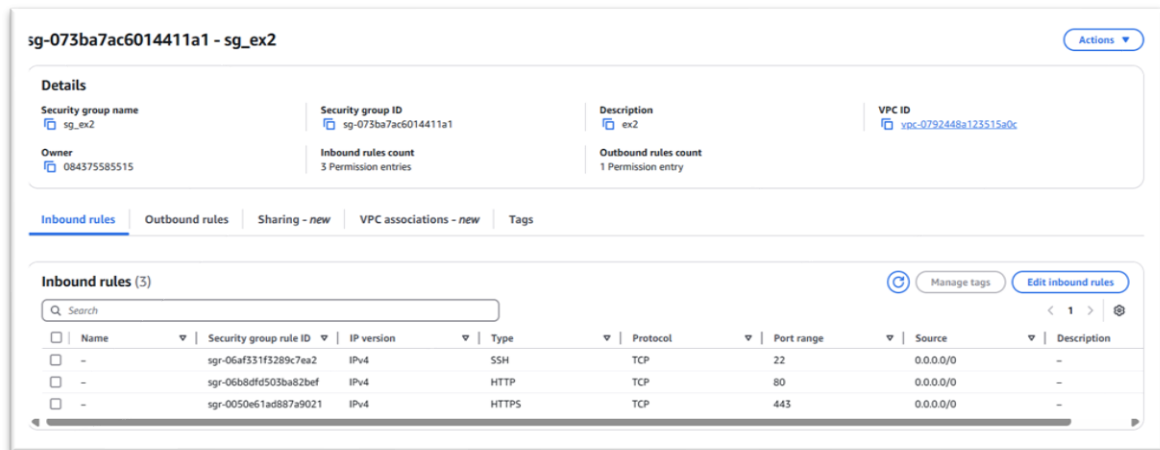 sg-073ba7ac6014411a1 - sg_ex2
Actions
Details
Security group name
sg_ex2
Security group ID
sg-073ba7ac6014411a1
Description
ex2
VPC ID
vpc-0792448a123515a0c
Owner
084375585515
Inbound rules count
3 Permission entries
Outbound rules count
1 Permission entry
Inbound rules Outbound rules Sharing - new VPC associations - new Tags
Inbound rules (3)
Manage tags
Edit inbound rules
Search
1
Name Security group rule ID IP version Type Protocol Port range Source Description
– sgr-06af331f3289c7ea2 IPv4 SSH TCP 22 0.0.0.0/0 –
– sgr-06b8dfd503ba82bef IPv4 HTTP TCP 80 0.0.0.0/0 –
– sgr-0050e61ad887a9021 IPv4 HTTPS TCP 443 0.0.0.0/0 –